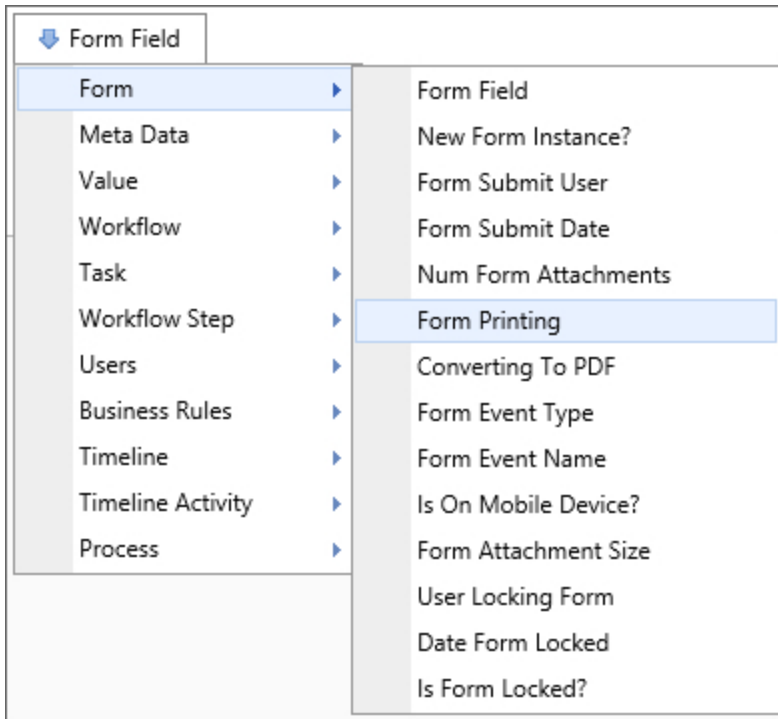 Form Field
Form
Meta Data
Value
Workflow
Task
Workflow Step
Users
Business Rules
Timeline
Timeline Activity
Process
Form Field
New Form Instance?
Form Submit User
Form Submit Date
Num Form Attachments
Form Printing
Converting To PDF
Form Event Type
Form Event Name
Is On Mobile Device?
Form Attachment Size
User Locking Form
Date Form Locked
Is Form Locked?